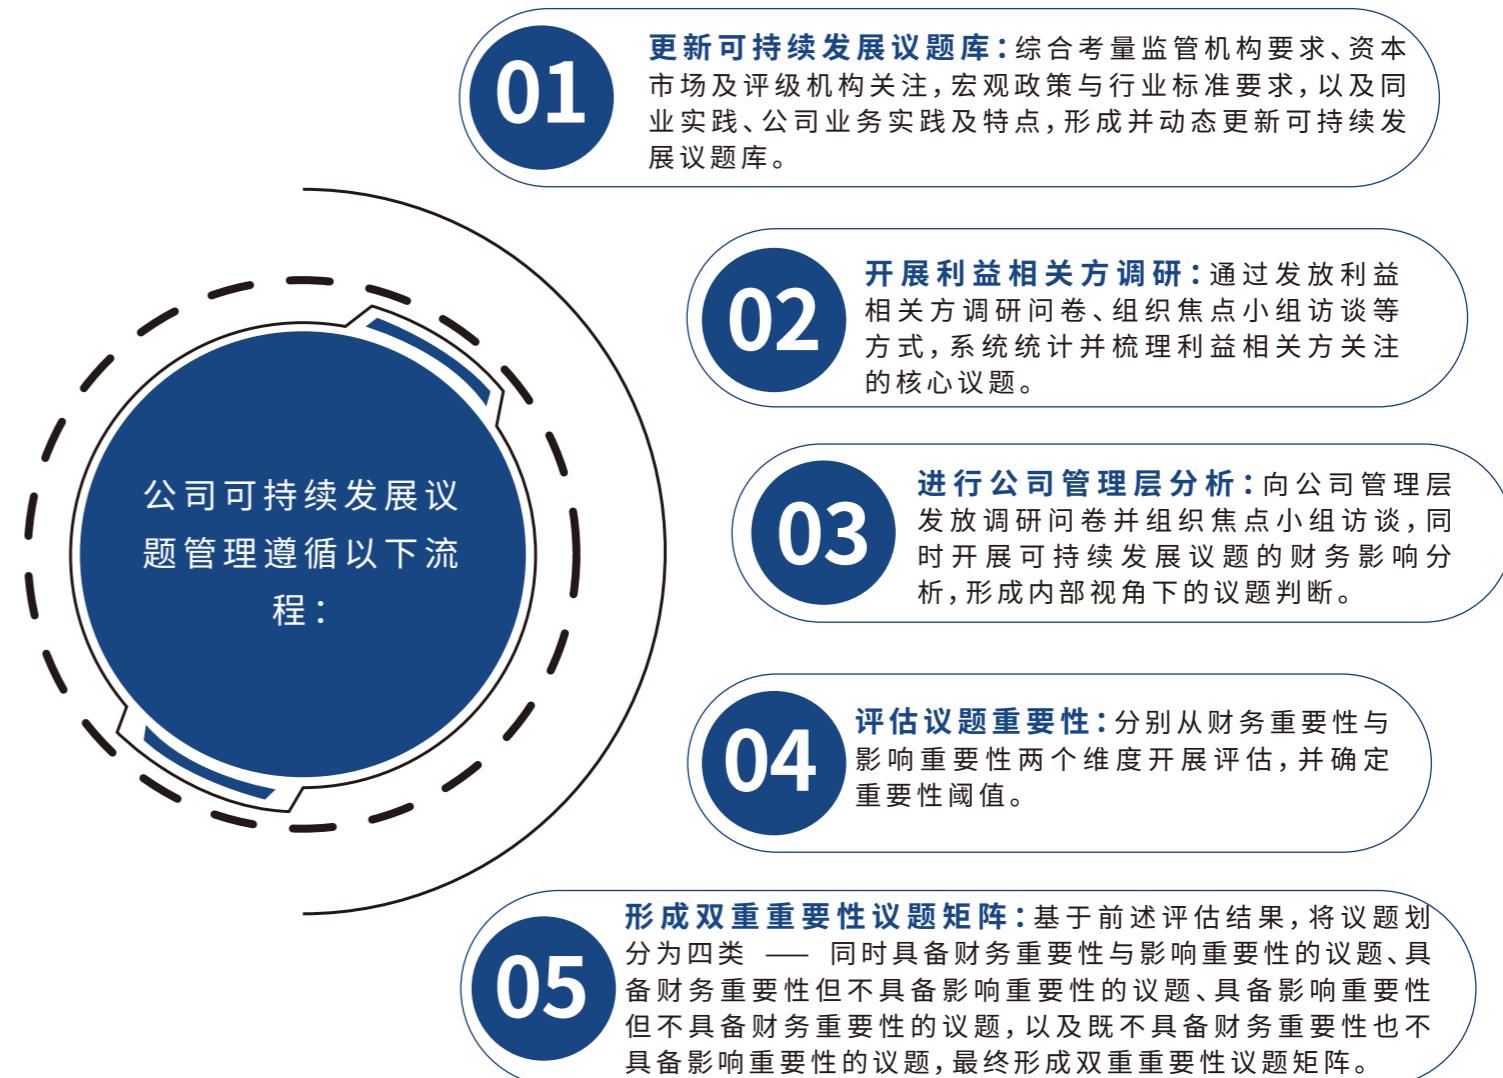 公司可持续发展议
题管理遵循以下流
程：
01
更新可持续发展议题库：综合考量监管机构要求、资本
市场及评级机构关注，宏观政策与行业标准要求，以及同
业实践、公司业务实践及特点，形成并动态更新可持续发
展议题库。
02
开展利益相关方调研：通过发放利益
相关方调研问卷、组织焦点小组访谈等
方式，系统统计并梳理利益相关方关注
的核心议题。
03
进行公司管理层分析：向公司管理层
发放调研问卷并组织焦点小组访谈，同
时开展可持续发展议题的财务影响分
析，形成内部视角下的议题判断。
04
评估议题重要性：分别从财务重要性与
影响重要性两个维度开展评估，并确定
重要性阈值。
05
形成双重重要性议题矩阵：基于前述评估结果，将议题划
分为四类 —— 同时具备财务重要性与影响重要性的议题、具
备财务重要性但不具备影响重要性的议题、具备影响重要性
但不具备财务重要性的议题，以及既不具备财务重要性也不
具备影响重要性的议题，最终形成双重重要性议题矩阵。